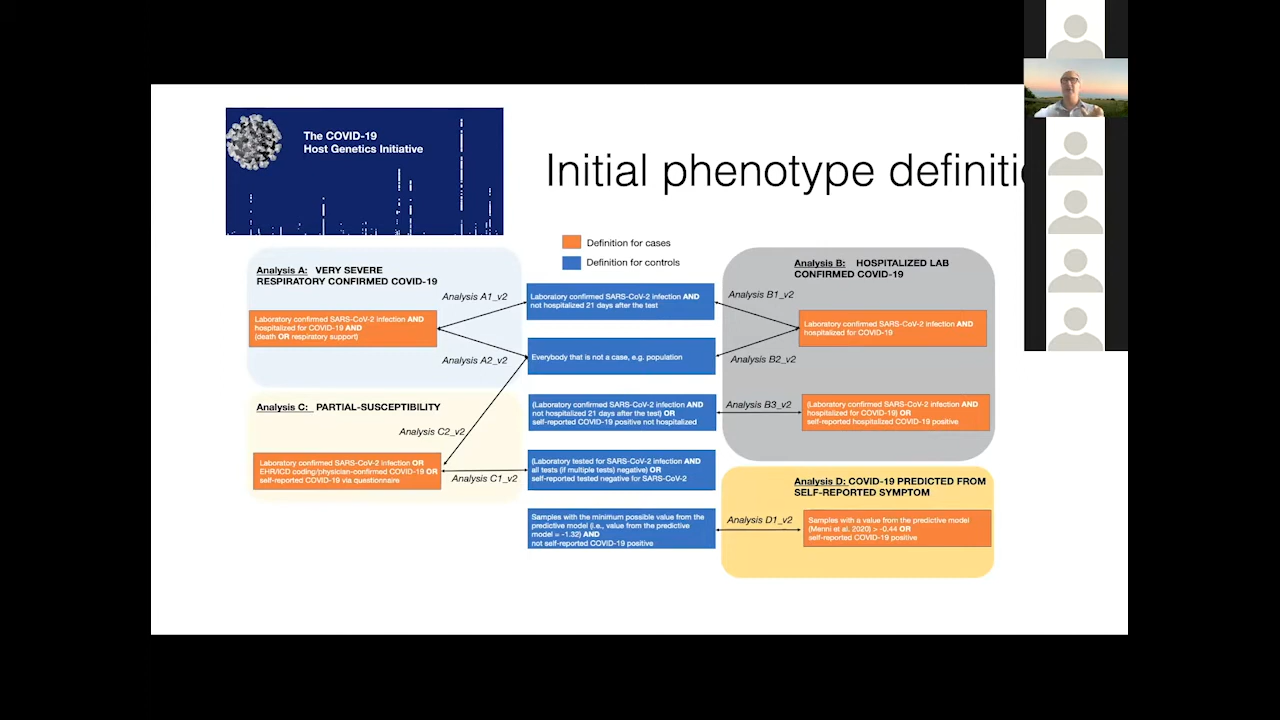 The COVID-19
Host Genetics Initiative
Initial phenotype definiti
Definition for cases
Definition for controls
Analysis A: VERY SEVERE
RESPIRATORY CONFIRMED COVID-19
Analysis A1_v2
Laboratory confirmed SARS-CoV-2 infection AND
hospitalized for COVID-19 AND
(death OR respiratory support)
Analysis A2_v2
Analysis C: PARTIAL-SUSCEPTIBILITY
Analysis C2_v2
Laboratory confirmed SARS-CoV-2 infection OR
EHR/ICD coding/physician-confirmed COVID-19 OR
self-reported COVID-19 via questionnaire
Analysis C1_v2
Laboratory confirmed SARS-CoV-2 infection AND
not hospitalized 21 days after the test
Everybody that is not a case, e.g. population
(Laboratory confirmed SARS-CoV-2 infection AND
not hospitalized 21 days after the test) OR
self-reported COVID-19 positive not hospitalized
(Laboratory tested for SARS-CoV-2 infection AND
all tests (if multiple tests) negative) OR
self-reported tested negative for SARS-CoV-2
Samples with the minimum possible value from the
predictive model (i.e., value from the predictive
model = -1.32) AND
not self-reported COVID-19 positive
Analysis B: HOSPITALIZED LAB
CONFIRMED COVID-19
Analysis B1_v2
Laboratory confirmed SARS-CoV-2 infection AND
hospitalized for COVID-19
Analysis B2_v2
Analysis B3_v2
(Laboratory confirmed SARS-CoV-2 infection AND
hospitalized for COVID-19) OR
self-reported hospitalized COVID-19 positive
Analysis D: COVID-19 PREDICTED FROM
SELF-REPORTED SYMPTOM
Analysis D1_v2
Samples with a value from the predictive model
(Menni et al. 2020) > -0.44 OR
self-reported COVID-19 positive